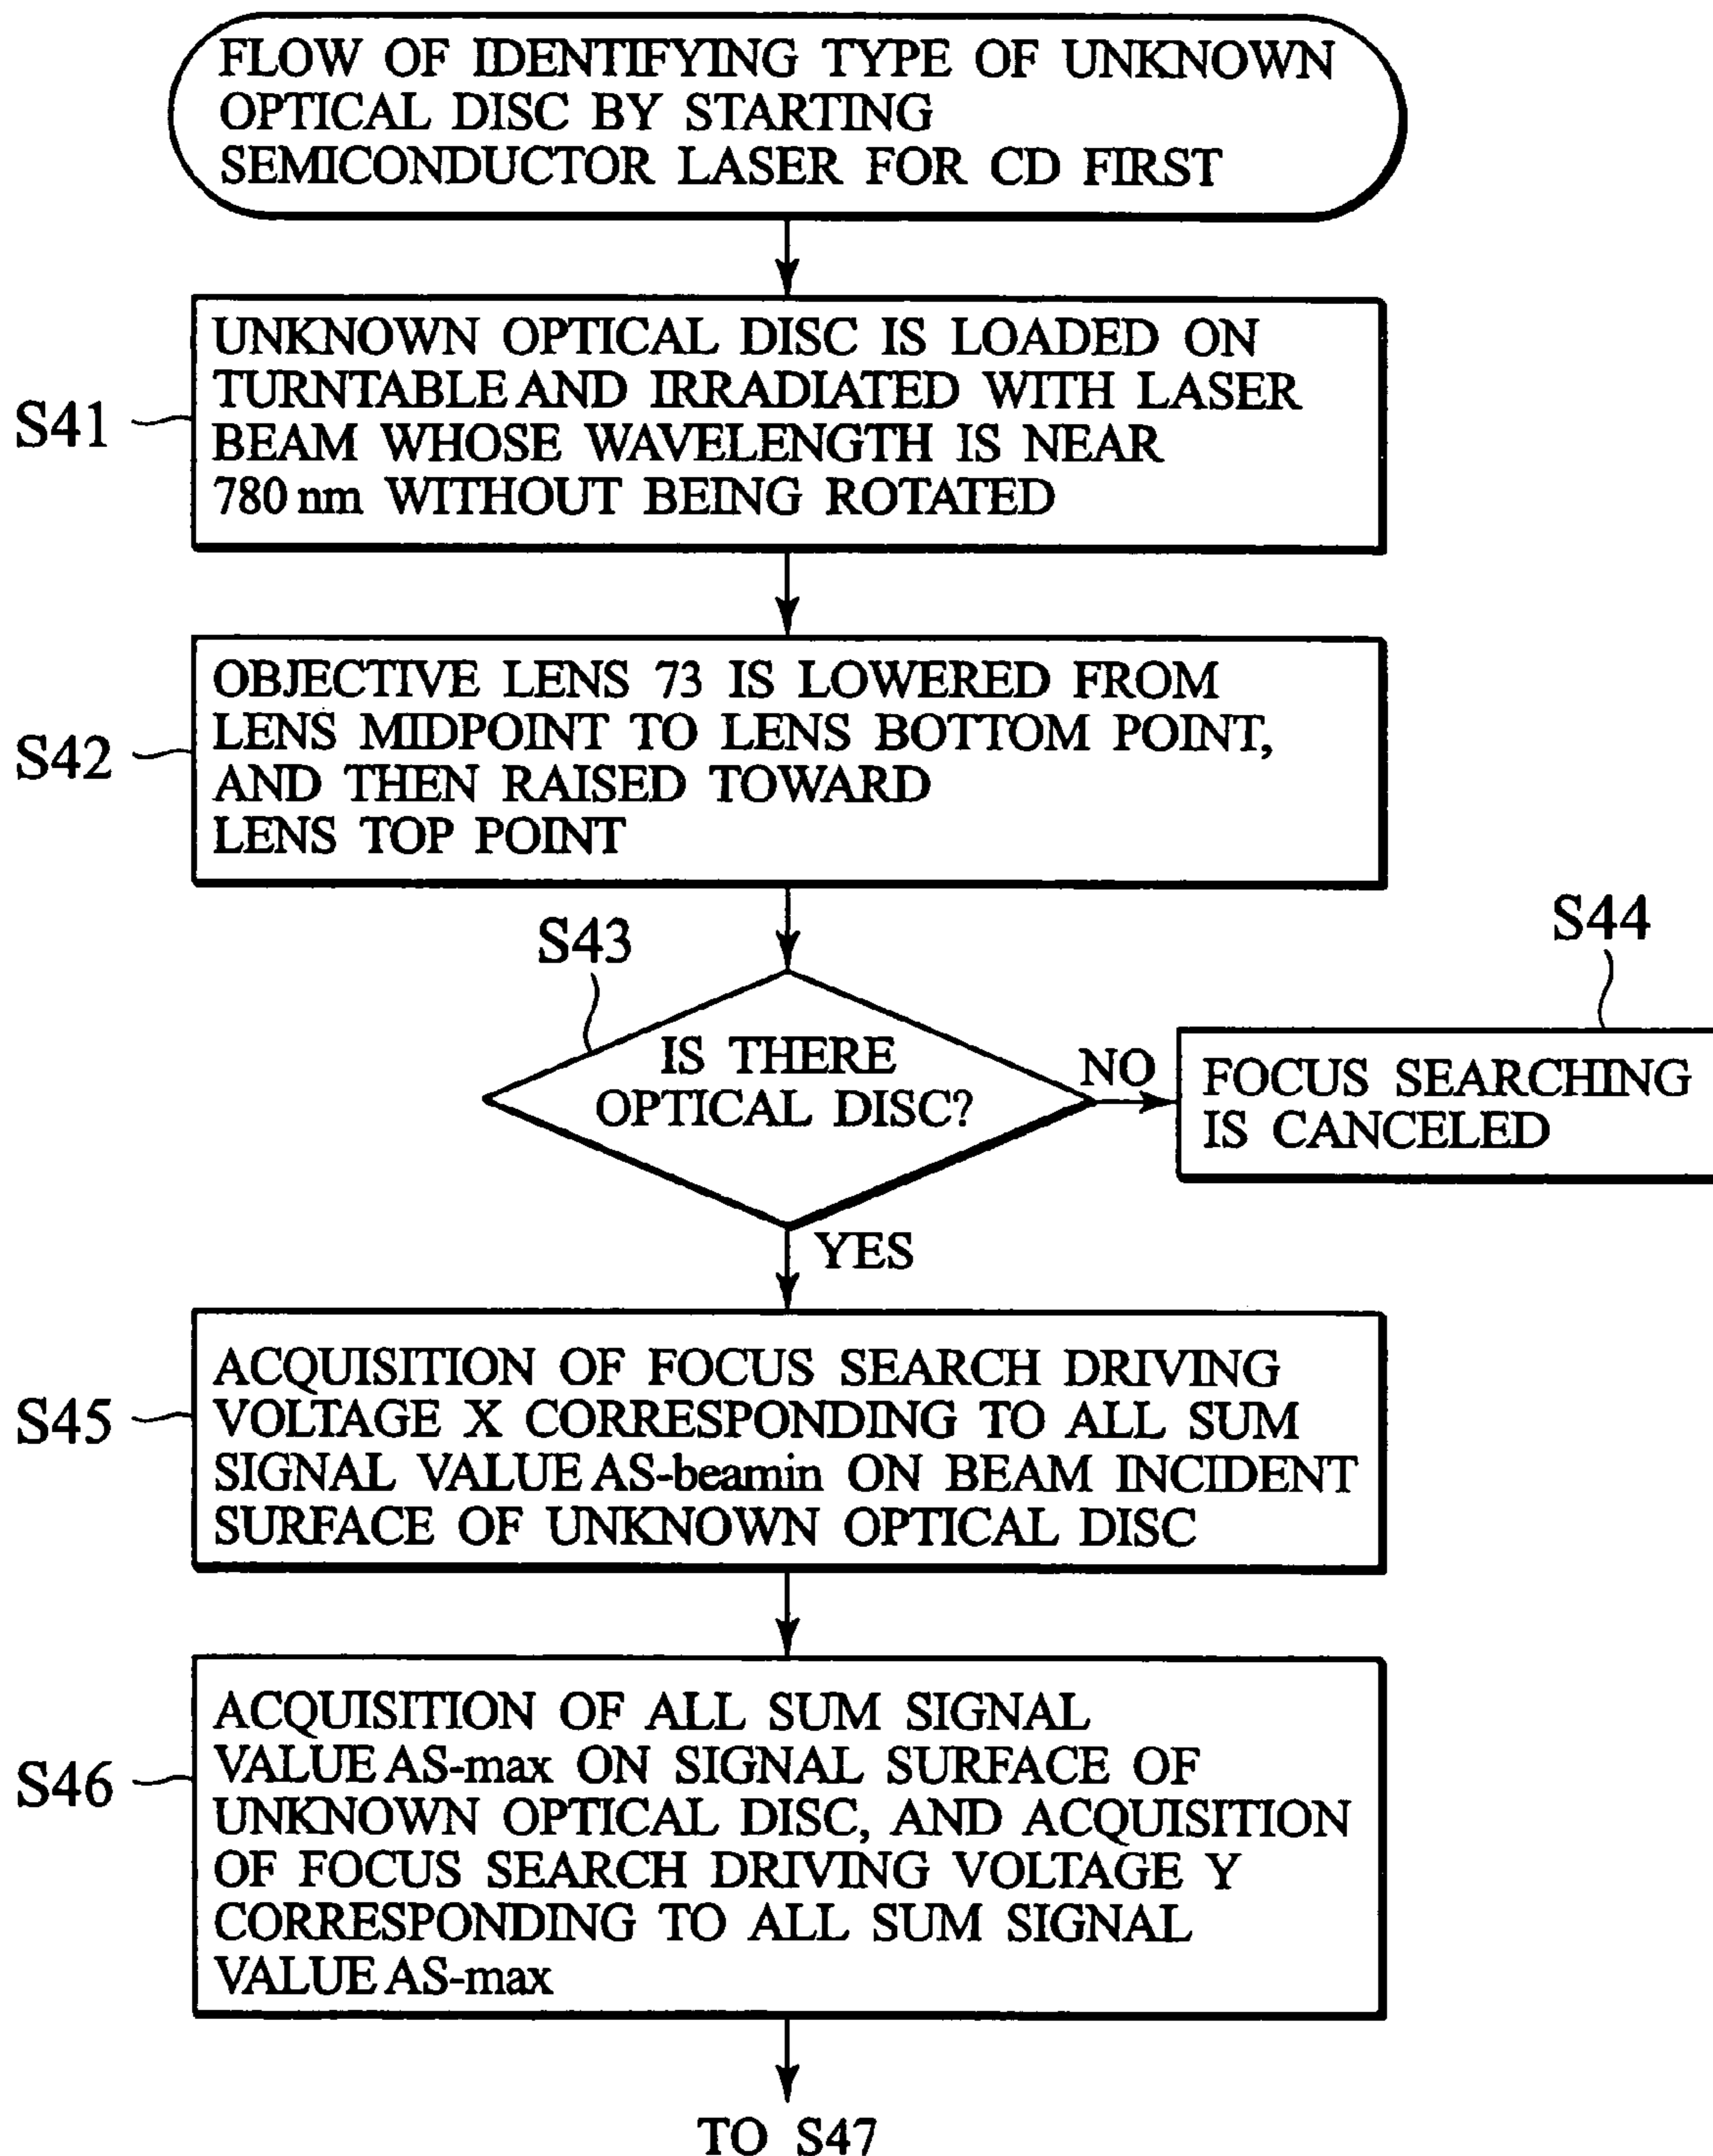 FLOW OF IDENTIFYING TYPE OF UNKNOWN
OPTICAL DISC BY STARTING
SEMICONDUCTOR LASER FOR CD FIRST
S41
UNKNOWN OPTICAL DISC IS LOADED ON
TURNTABLE AND IRRADIATED WITH LASER
BEAM WHOSE WAVELENGTH IS NEAR
780 nm WITHOUT BEING ROTATED
S42
OBJECTIVE LENS 73 IS LOWERED FROM
LENS MIDPOINT TO LENS BOTTOM POINT,
AND THEN RAISED TOWARD
LENS TOP POINT
S43
IS THERE
OPTICAL DISC?
NO
S44
FOCUS SEARCHING
IS CANCELED
YES
S45
ACQUISITION OF FOCUS SEARCH DRIVING
VOLTAGE X CORRESPONDING TO ALL SUM
SIGNAL VALUE AS-beamin ON BEAM INCIDENT
SURFACE OF UNKNOWN OPTICAL DISC
S46
ACQUISITION OF ALL SUM SIGNAL
VALUE AS-max ON SIGNAL SURFACE OF
UNKNOWN OPTICAL DISC, AND ACQUISITION
OF FOCUS SEARCH DRIVING VOLTAGE Y
CORRESPONDING TO ALL SUM SIGNAL
VALUE AS-max
TO S47